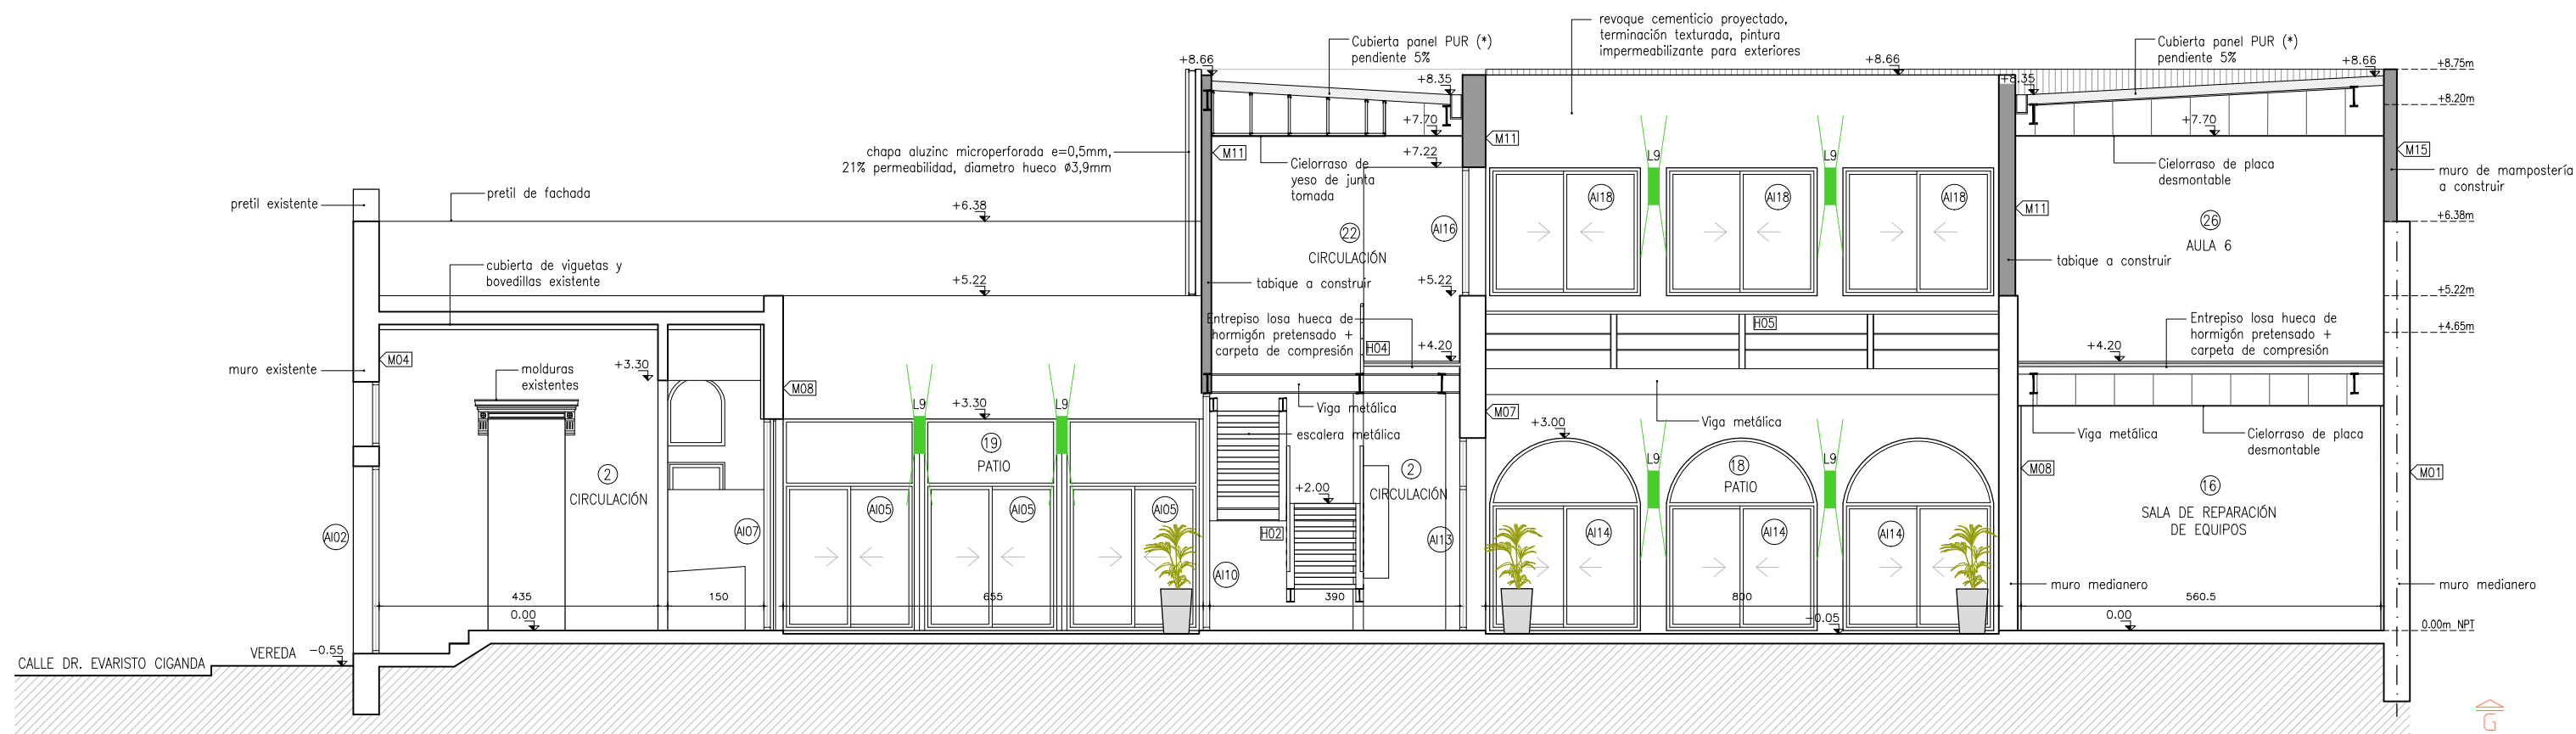 revoque cementicio proyectado,
terminación texturada, pintura
impermeabilizante para exteriores
Cubierta panel PUR (*)
pendiente 5%
Cubierta panel PUR (*)
pendiente 5%
+8.66
+8.35
+8.66
+8.35
+8.66
+8.75m
+8.20m
+7.70
+7.70
+7.22
chapa aluzinc microperforada e=0,5mm,
21% permeabilidad, diametro hueco ø3,9mm
M11
M11
M15
L9
L9
Cielorraso de
yeso de junta
tomada
Cielorraso de placa
desmontable
muro de mampostería
a construir
pretil de fachada
pretil existente
+6.38
AI18
AI18
AI18
M11
+6.38m
22
CIRCULACIÓN
AI16
26
AULA 6
cubierta de viguetas y
bovedillas existente
+5.22
tabique a construir
+5.22
tabique a construir
+5.22m
Entrepiso losa hueca de
hormigón pretensado +
carpeta de compresión
H05
Entrepiso losa hueca de
hormigón pretensado +
carpeta de compresión
+4.65m
H04
+4.20
+4.20
M04
muro existente
molduras
existentes
+3.30
M08
L9
+3.30
L9
Viga metálica
escalera metálica
M07
Viga metálica
+3.00
Viga metálica
Cielorraso de placa
desmontable
19
PATIO
2
CIRCULACIÓN
2
CIRCULACIÓN
L9
18
PATIO
L9
M08
M01
16
SALA DE REPARACIÓN
DE EQUIPOS
+2.00
AI02
AI07
AI05
AI05
AI05
H02
AI13
AI14
AI14
AI14
AI10
muro medianero
muro medianero
435
150
655
390
800
560.5
0.00
-0.05
0.00
0.00m NPT
CALLE DR. EVARISTO CIGANDA
VEREDA
-0.55
G